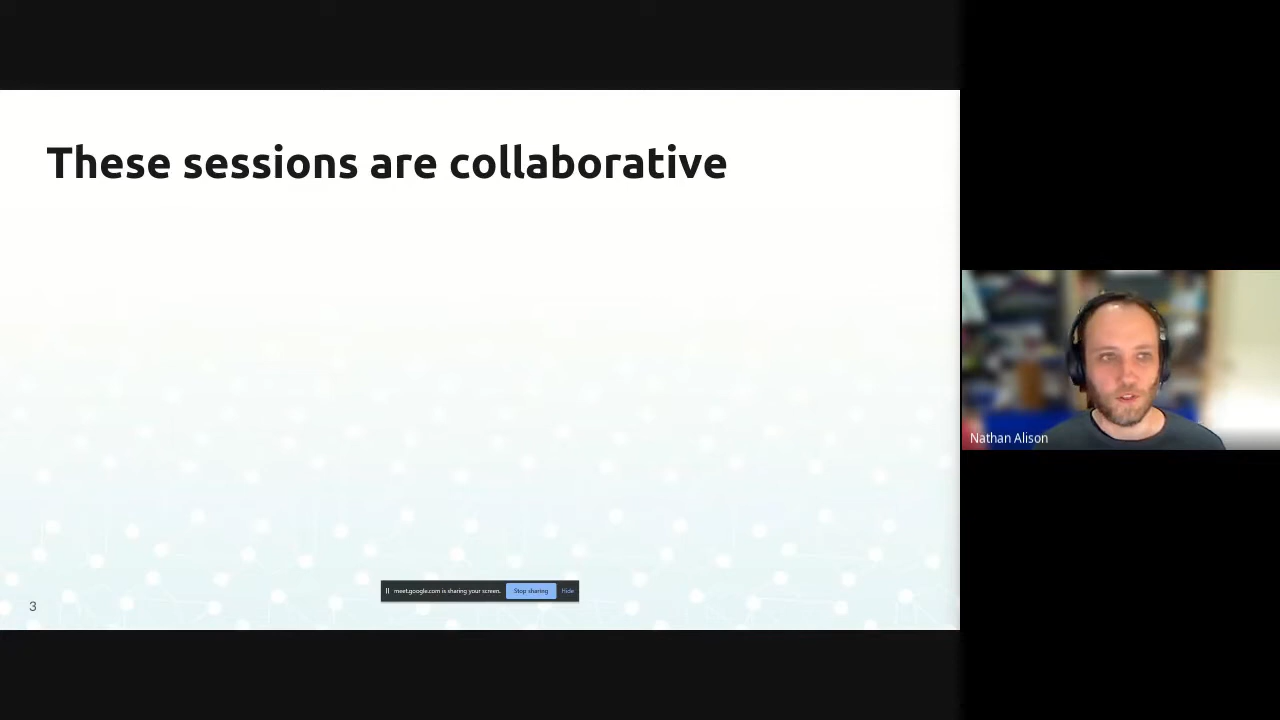 These sessions are collaborative
Nathan Alison
meet.google.com is sharing your screen.
Stop sharing
Hide
3